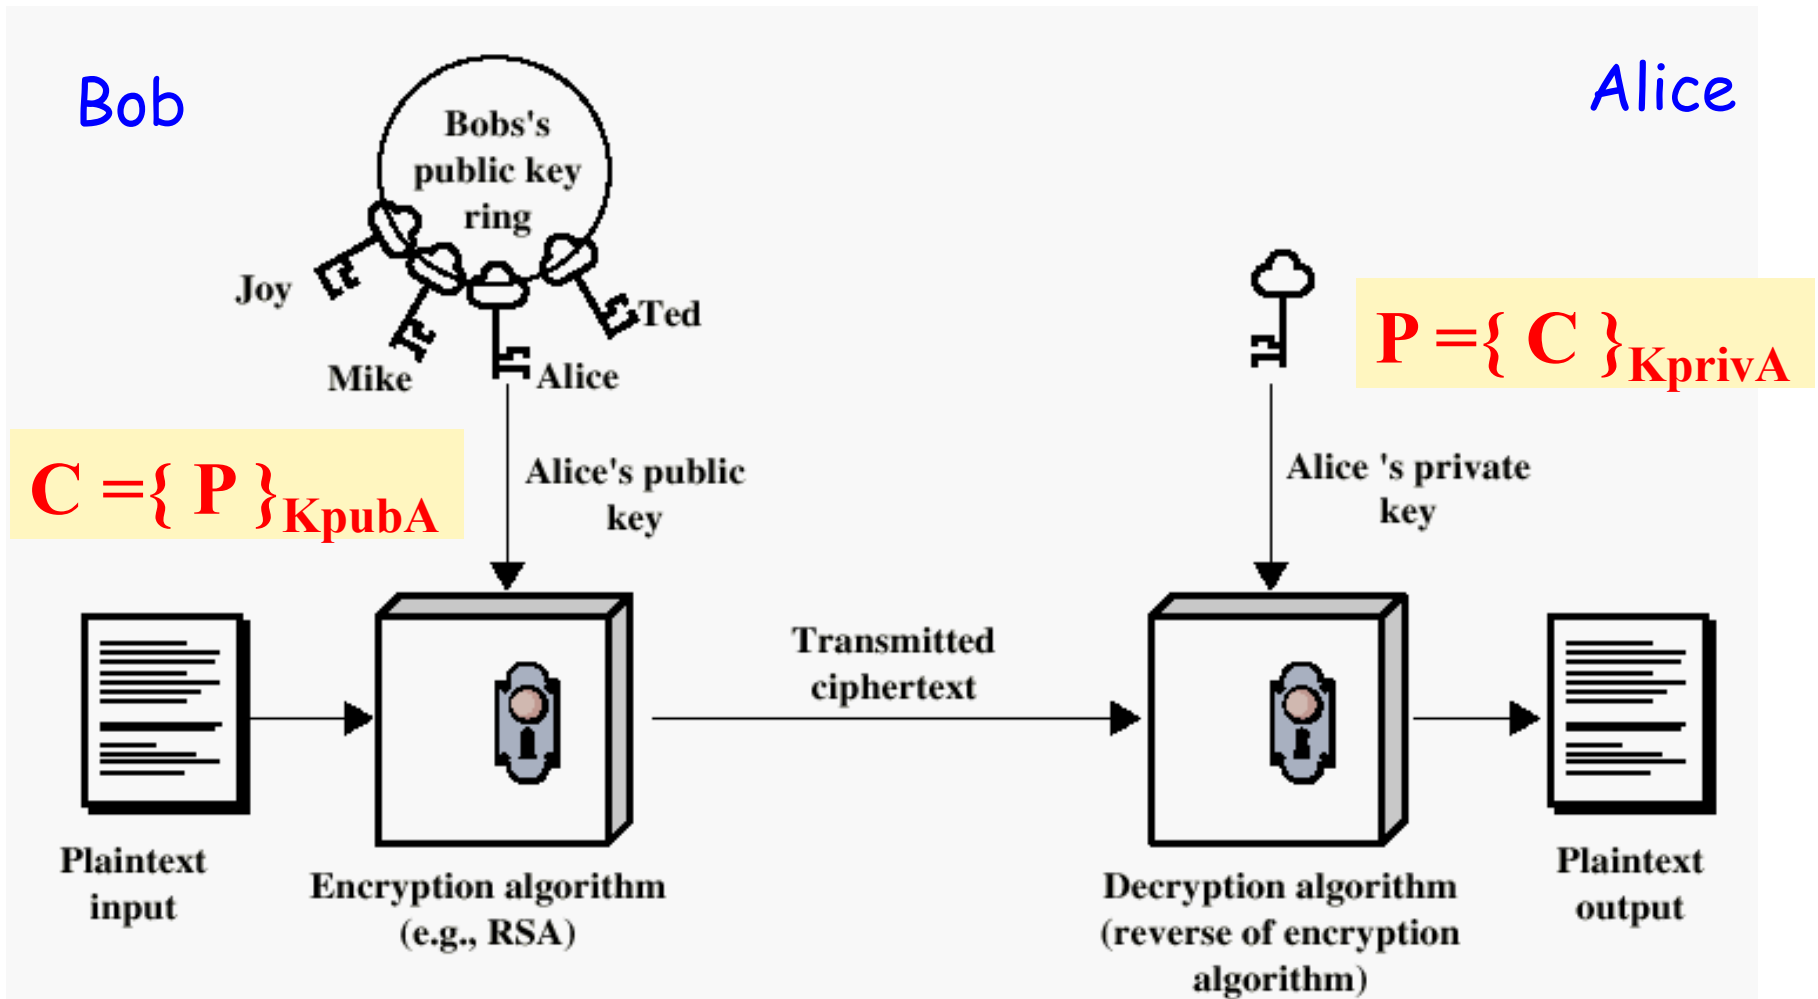 Bob
Alice
Bobs's
public key
ring
Joy
Mike
Alice
Ted
P ={ C }KprivA
C ={ P }KpubA
Alice's public
key
Alice 's private
key
Transmitted
ciphertext
Plaintext
input
Encryption algorithm
(e.g., RSA)
Decryption algorithm
(reverse of encryption
algorithm)
Plaintext
output